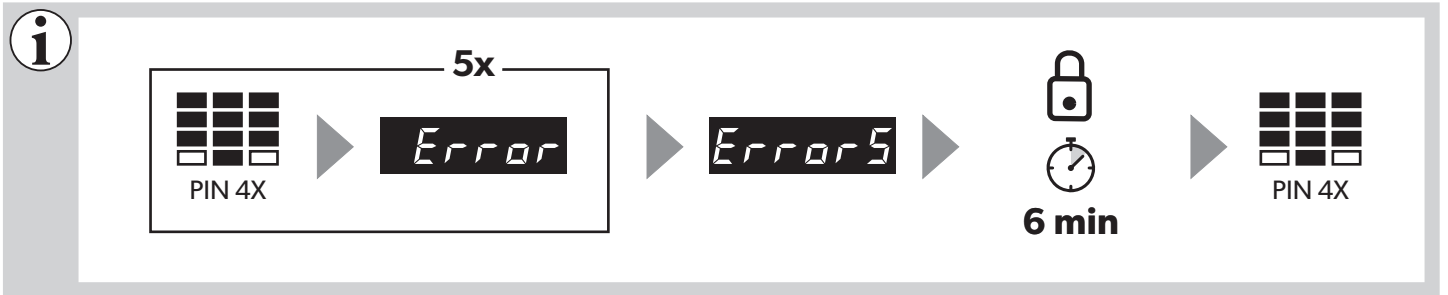 i
5x
PIN 4X
Error
Error5
6 min
PIN 4X